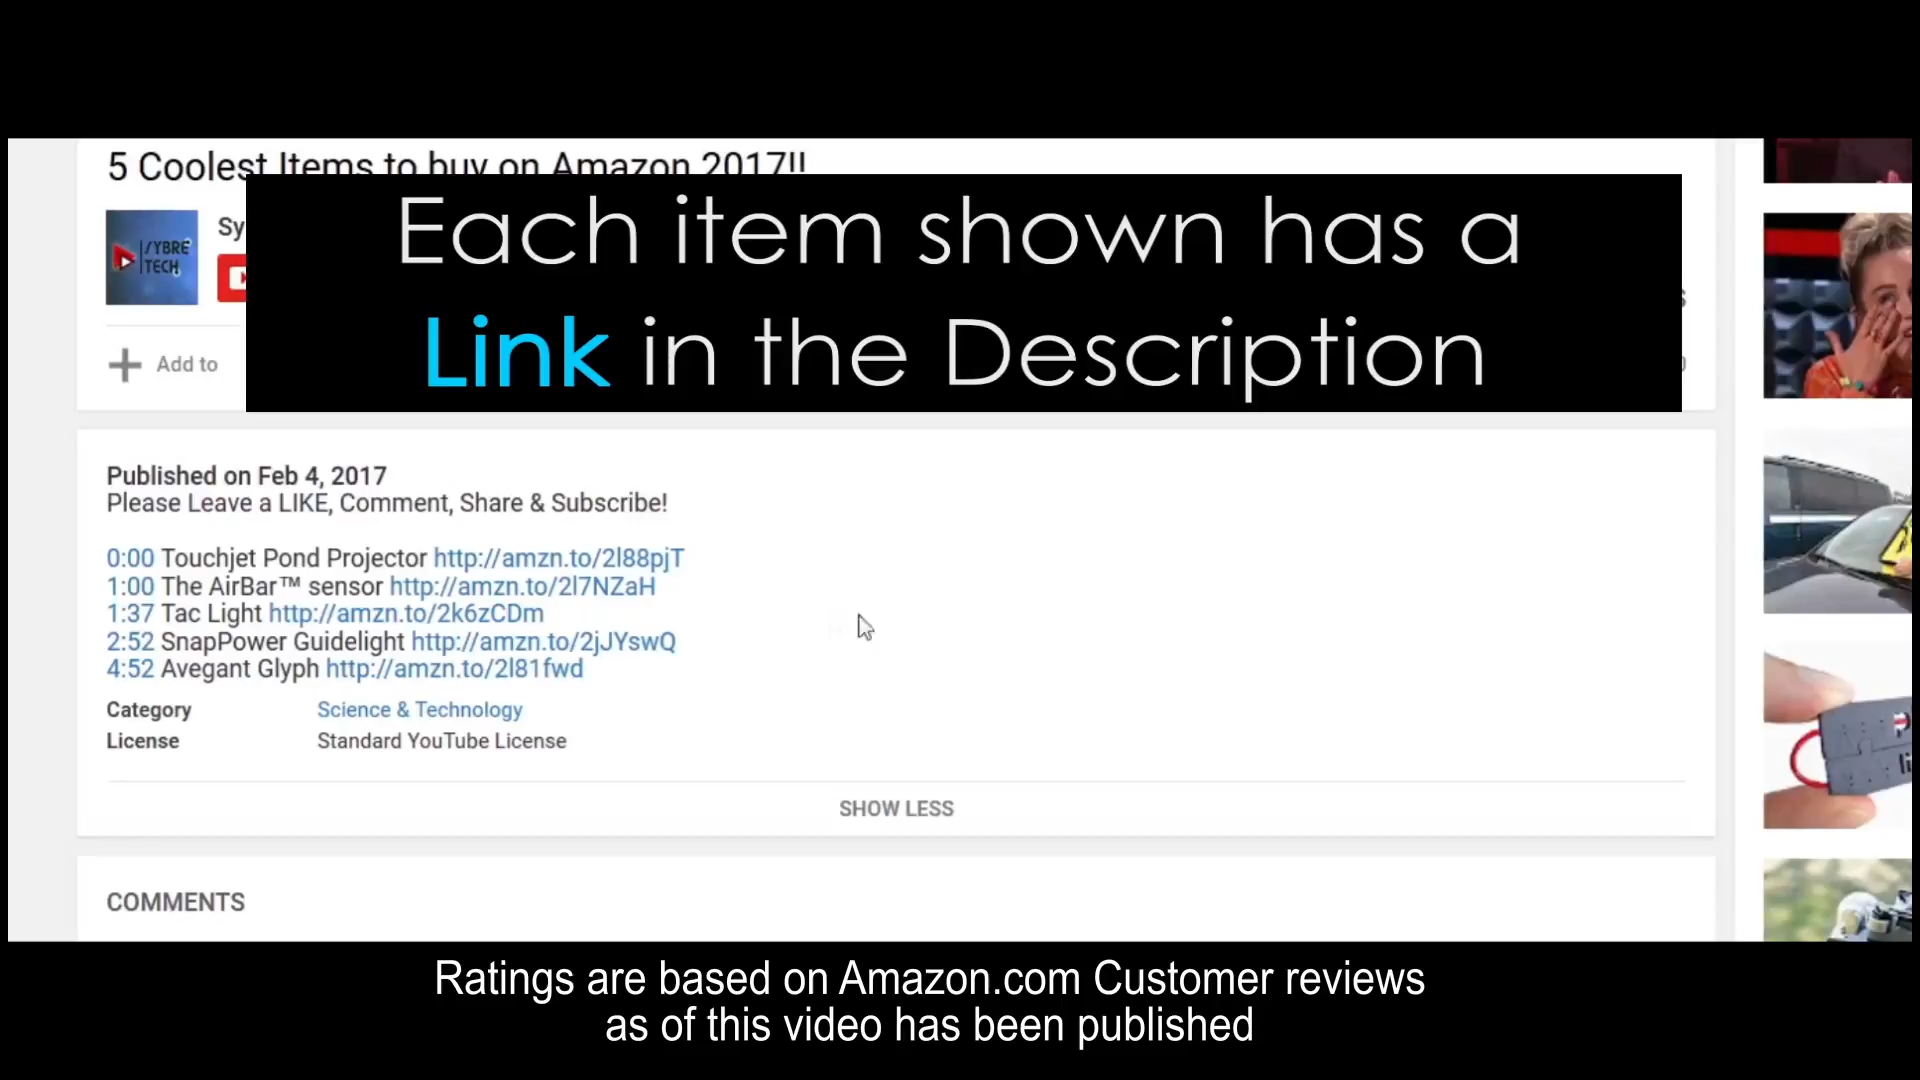 5 Coolest Items to buy on Amazon 2017!!
Each item shown has a
Link in the Description
Sy
SYBRE
TECH
Add to
Published on Feb 4, 2017
Please Leave a LIKE, Comment, Share & Subscribe!
0:00 Touchjet Pond Projector http://amzn.to/2l88pjT
1:00 The AirBar™ sensor http://amzn.to/2l7NZaH
1:37 Tac Light http://amzn.to/2k6zCDm
2:52 SnapPower Guidelight http://amzn.to/2jJYswQ
4:52 Avegant Glyph http://amzn.to/2l81fwd
Category Science & Technology
License Standard YouTube License
SHOW LESS
COMMENTS
Ratings are based on Amazon.com Customer reviews
as of this video has been published